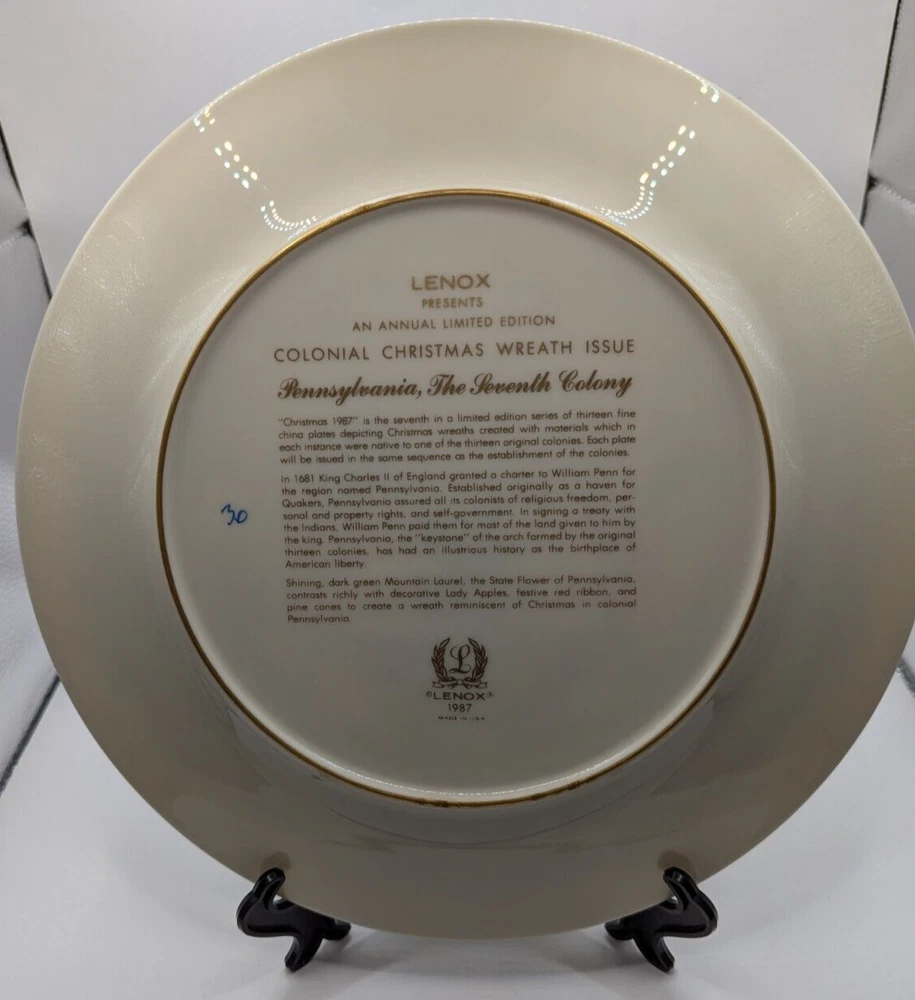 LENOX
PRESENTS
AN ANNUAL LIMITED EDITION
COLONIAL CHRISTMAS WREATH ISSUE
Pennsylvania, The Seventh Colony
"Christmas 1987" is the seventh in a limited edition series of thirteen fine
china plates depicting Christmas wreaths created with materials which in
each instance were native to one of the thirteen original colonies. Each plate
will be issued in the same sequence as the establishment of the colonies.
In 1681 King Charles II of England granted a charter to William Penn for
the region named Pennsylvania. Established originally as a haven for
Quakers, Pennsylvania assured all its colonists of religious freedom, per-
sonal and property rights, and self-government. In signing a treaty with
the Indians, William Penn paid them for most of the land given to him by
the king. Pennsylvania, the "keystone" of the arch formed by the original
thirteen colonies, has had an illustrious history as the birthplace of
American liberty.
Shining, dark green Mountain Laurel, the State Flower of Pennsylvania,
contrasts richly with decorative Lady Apples, festive red ribbon, and
pine cones to create a wreath reminiscent of Christmas in colonial
Pennsylvania.
30
L
©LENOX®
1987
MADE IN USA